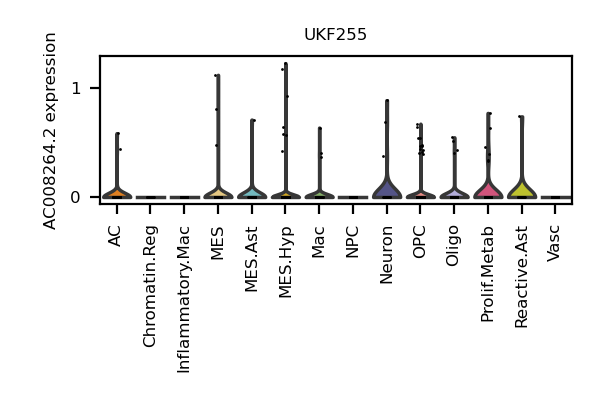 UKF255
AC008264.2 expression
1
0
AC
Chromatin.Reg
Inflammatory.Mac
MES
MES.Ast
MES.Hyp
Mac
NPC
Neuron
OPC
Oligo
Prolif.Metab
Reactive.Ast
Vasc